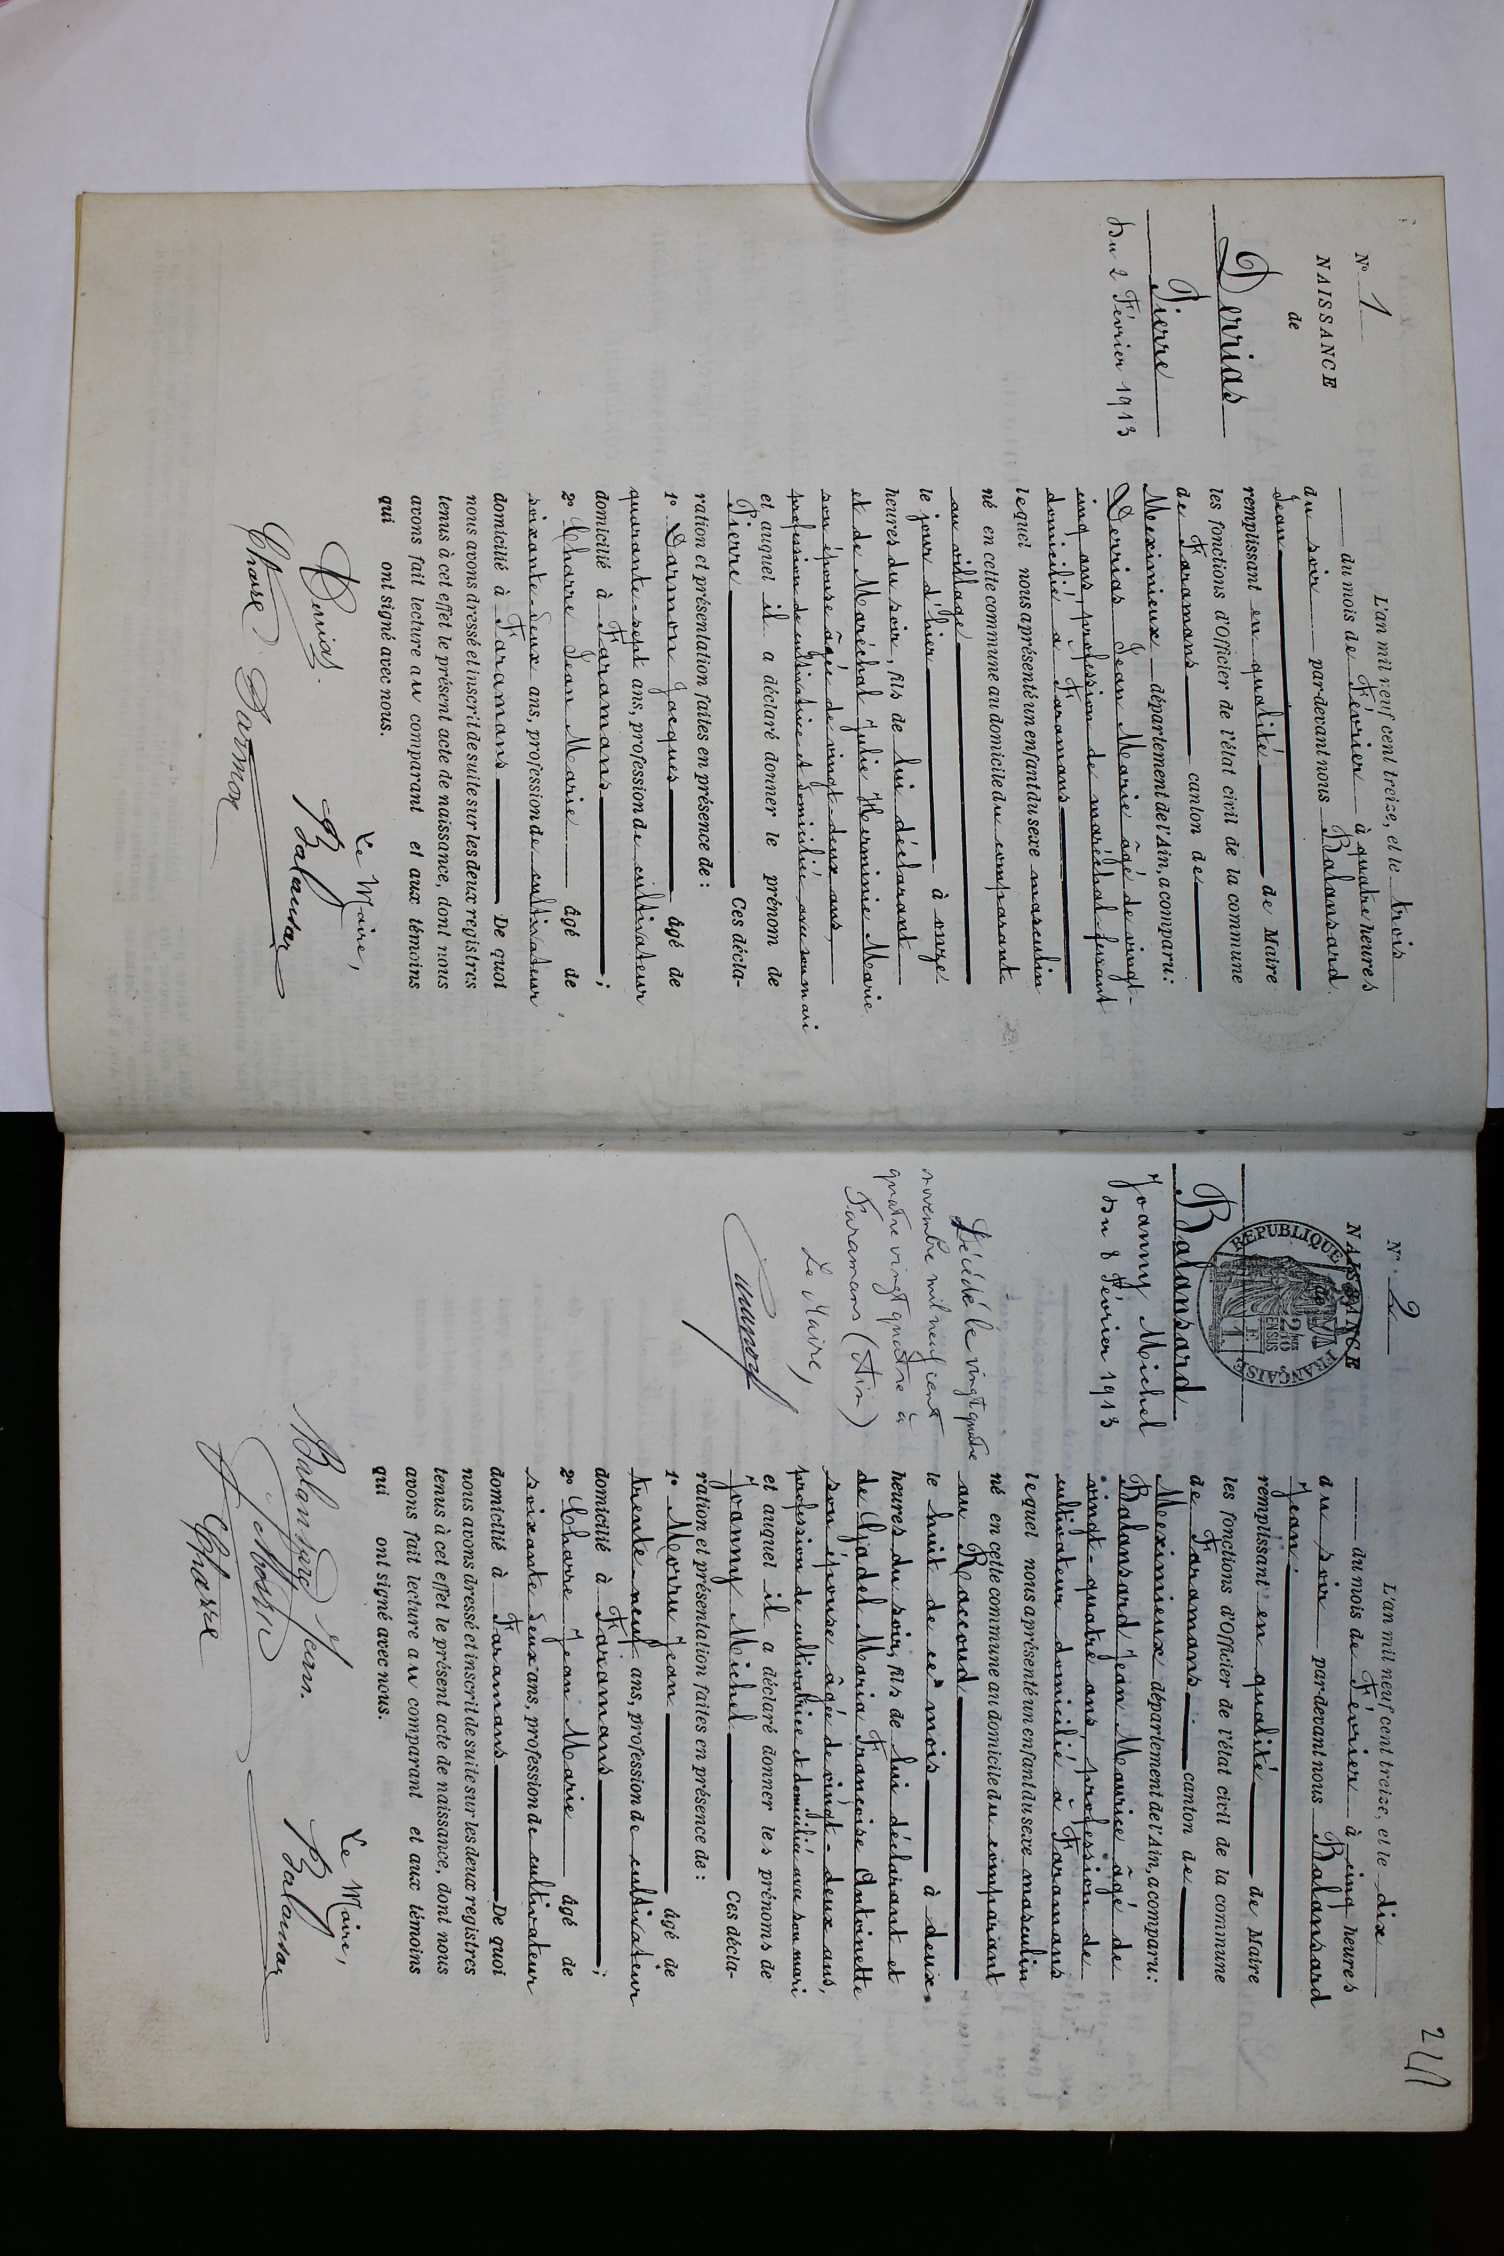 N° 1
NAISSANCE
de
Derrias
Pierre
Du 2 Février 1913
L'an mil neuf cent treize, et le trois
du mois de Février à quatre heures
du soir par-devant nous Balansard
Jean
remplissant en qualité de Maire
les fonctions d'Officier de l'état civil de la commune
de Faramans canton de
Meximieux département de l'Ain, a comparu:
Derrias Jean Marie âgé de vingt-
cinq ans profession de maréchal-ferrant
domicilié à Faramans
lequel nous a présenté un enfant du sexe masculin
né en cette commune au domicile du comparant
au village
le jour d'hier à onze
heures du soir, fils de lui déclarant
et de Maréchal Julie Herminie Marie
son épouse âgée de vingt-deux ans,
profession de cultivatrice et domiciliée avec son mari
et auquel il a déclaré donner le prénom de
Pierre Ces décla-
ration et présentation faites en présence de:
1° Darmon Jacques âgé de
quarante-sept ans, profession de cultivateur
domicilié à Faramans ;
2° Charre Jean Marie âgé de
soixante-deux ans, profession de cultivateur,
domicilié à Faramans De quoi
nous avons dressé et inscrit de suite sur les deux registres
tenus à cet effet le présent acte de naissance, dont nous
avons fait lecture au comparant et aux témoins
qui ont signé avec nous.
Le Maire,
Derrias.
Balansar
Charre
Darmon
211
N° 2
NAISSANCE
de
RÉPUBLIQUE FRANÇAISE
Balansard
Joanny Michel
Du 8 Février 1913
Décédé le vingt quatre
novembre mil neuf cent
quatre vingt quatre à
Faramans (Ain)
Le Maire,
L'an mil neuf cent treize, et le dix
du mois de Février à cinq heures
du soir par-devant nous Balansard
Jean
remplissant en qualité de Maire
les fonctions d'Officier de l'état civil de la commune
de Faramans canton de
Meximieux département de l'Ain, a comparu:
Balansard Jean Maurice âgé de
vingt-quatre ans profession de
cultivateur domicilié à Faramans
lequel nous a présenté un enfant du sexe masculin
né en cette commune au domicile du comparant
au Raccoud
le huit de ce mois à deux
heures du soir, fils de lui déclarant et
de Gjadel Maria Françoise Antoinette
son épouse âgée de vingt-deux ans,
profession de cultivatrice et domiciliée avec son mari
et auquel il a déclaré donner les prénoms de
Joanny Michel Ces décla-
ration et présentation faites en présence de:
1° Morru Jean âgé de
trente-neuf ans, profession de cultivateur
domicilié à Faramans ;
2° Charre Jean Marie âgé de
soixante deux ans, profession de cultivateur
domicilié à Faramans De quoi
nous avons dressé et inscrit de suite sur les deux registres
tenus à cet effet le présent acte de naissance, dont nous
avons fait lecture au comparant et aux témoins
qui ont signé avec nous.
Le Maire,
Balansard Jean.
Balansar
Charre